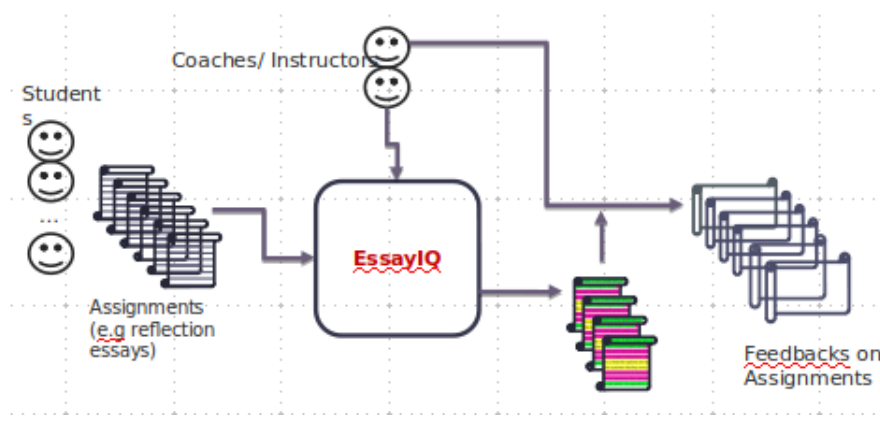 Coaches/ Instructors
Student
s
...
EssayIQ
Assignments
(e.g reflection
essays)
Feedbacks on
Assignments